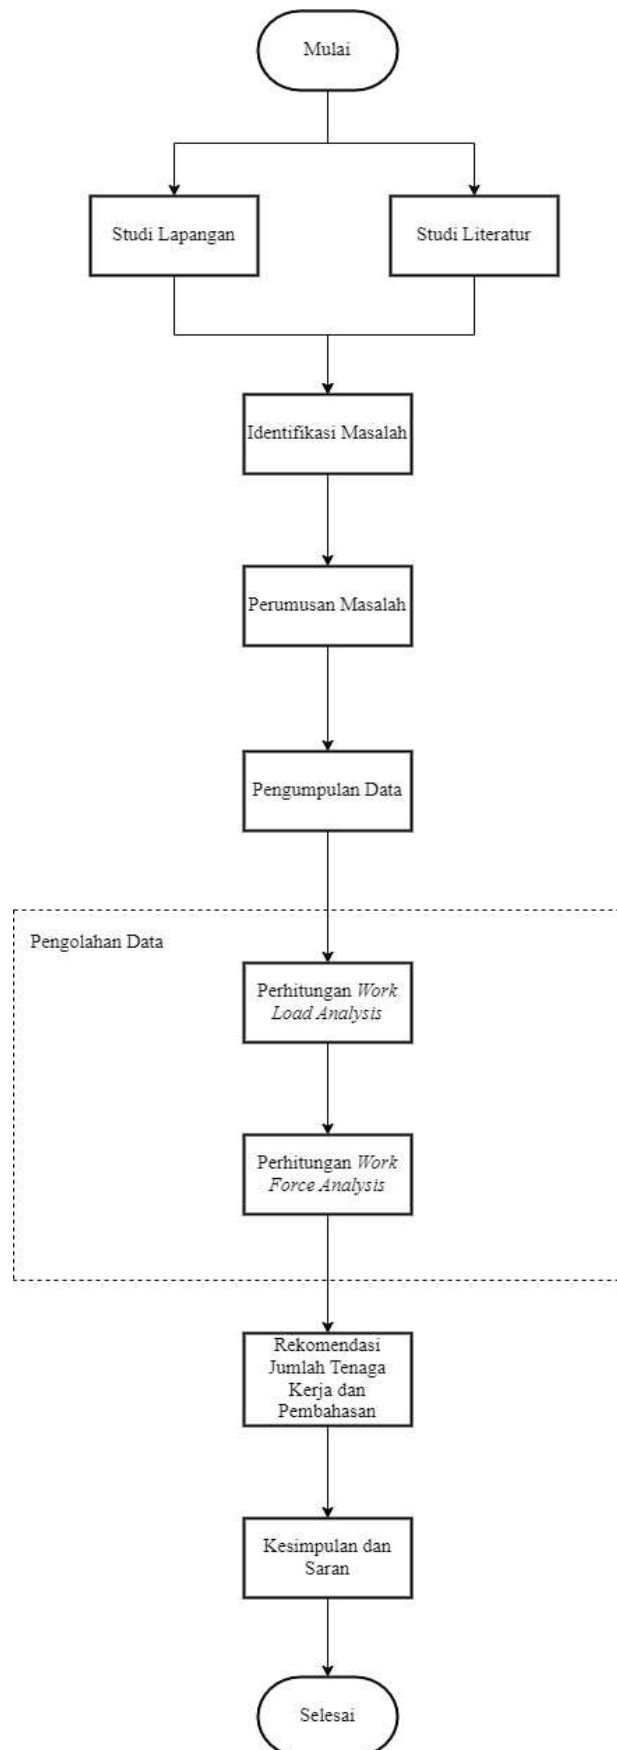 Mulai
Studi Lapangan
Studi Literatur
Identifikasi Masalah
Perumusan Masalah
Pengumpulan Data
Pengolahan Data
Perhitungan Work
Load Analysis
Perhitungan Work
Force Analysis
Rekomendasi
Jumlah Tenaga
Kerja dan
Pembahasan
Kesimpulan dan
Saran
Selesai